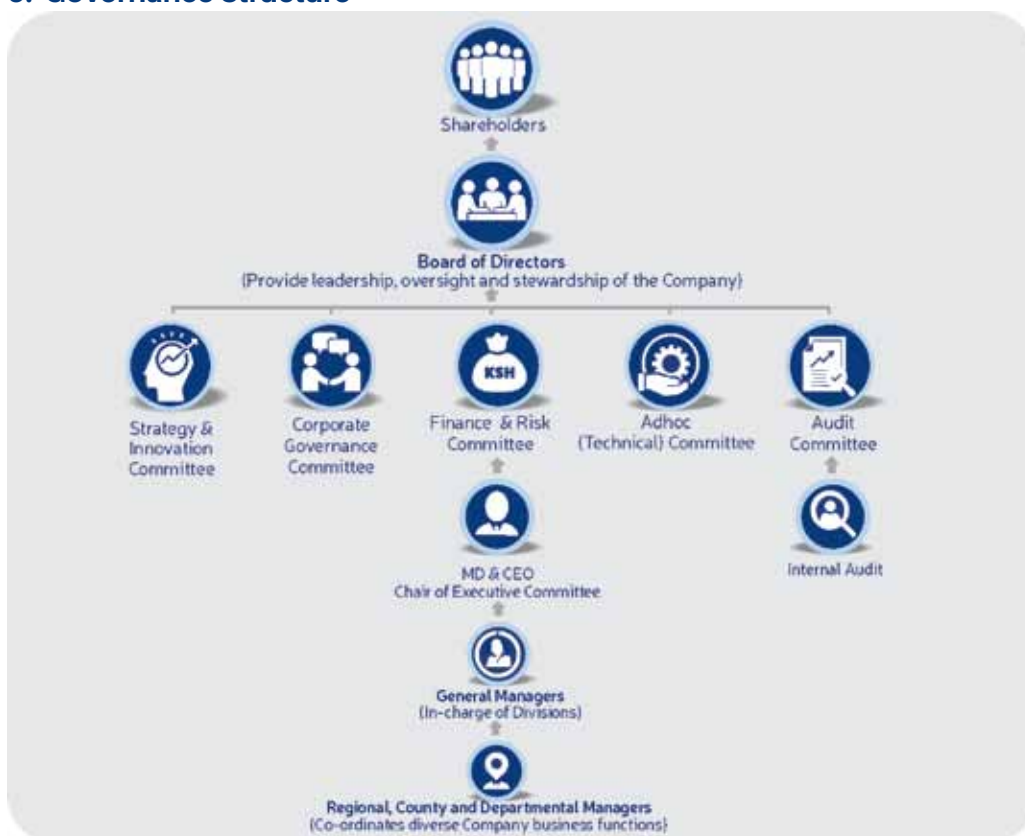 Shareholders
Board of Directors
(Provide leadership, oversight and stewardship of the Company)
KSH
Strategy &
Innovation
Committee
Corporate
Governance
Committee
Finance & Risk
Committee
Adhoc
(Technical) Committee
Audit
Committee
MD & CEO
Chair of Executive Committee
Internal Audit
General Managers
(In-charge of Divisions)
Regional, County and Departmental Managers
(Co-ordinates diverse Company business functions)